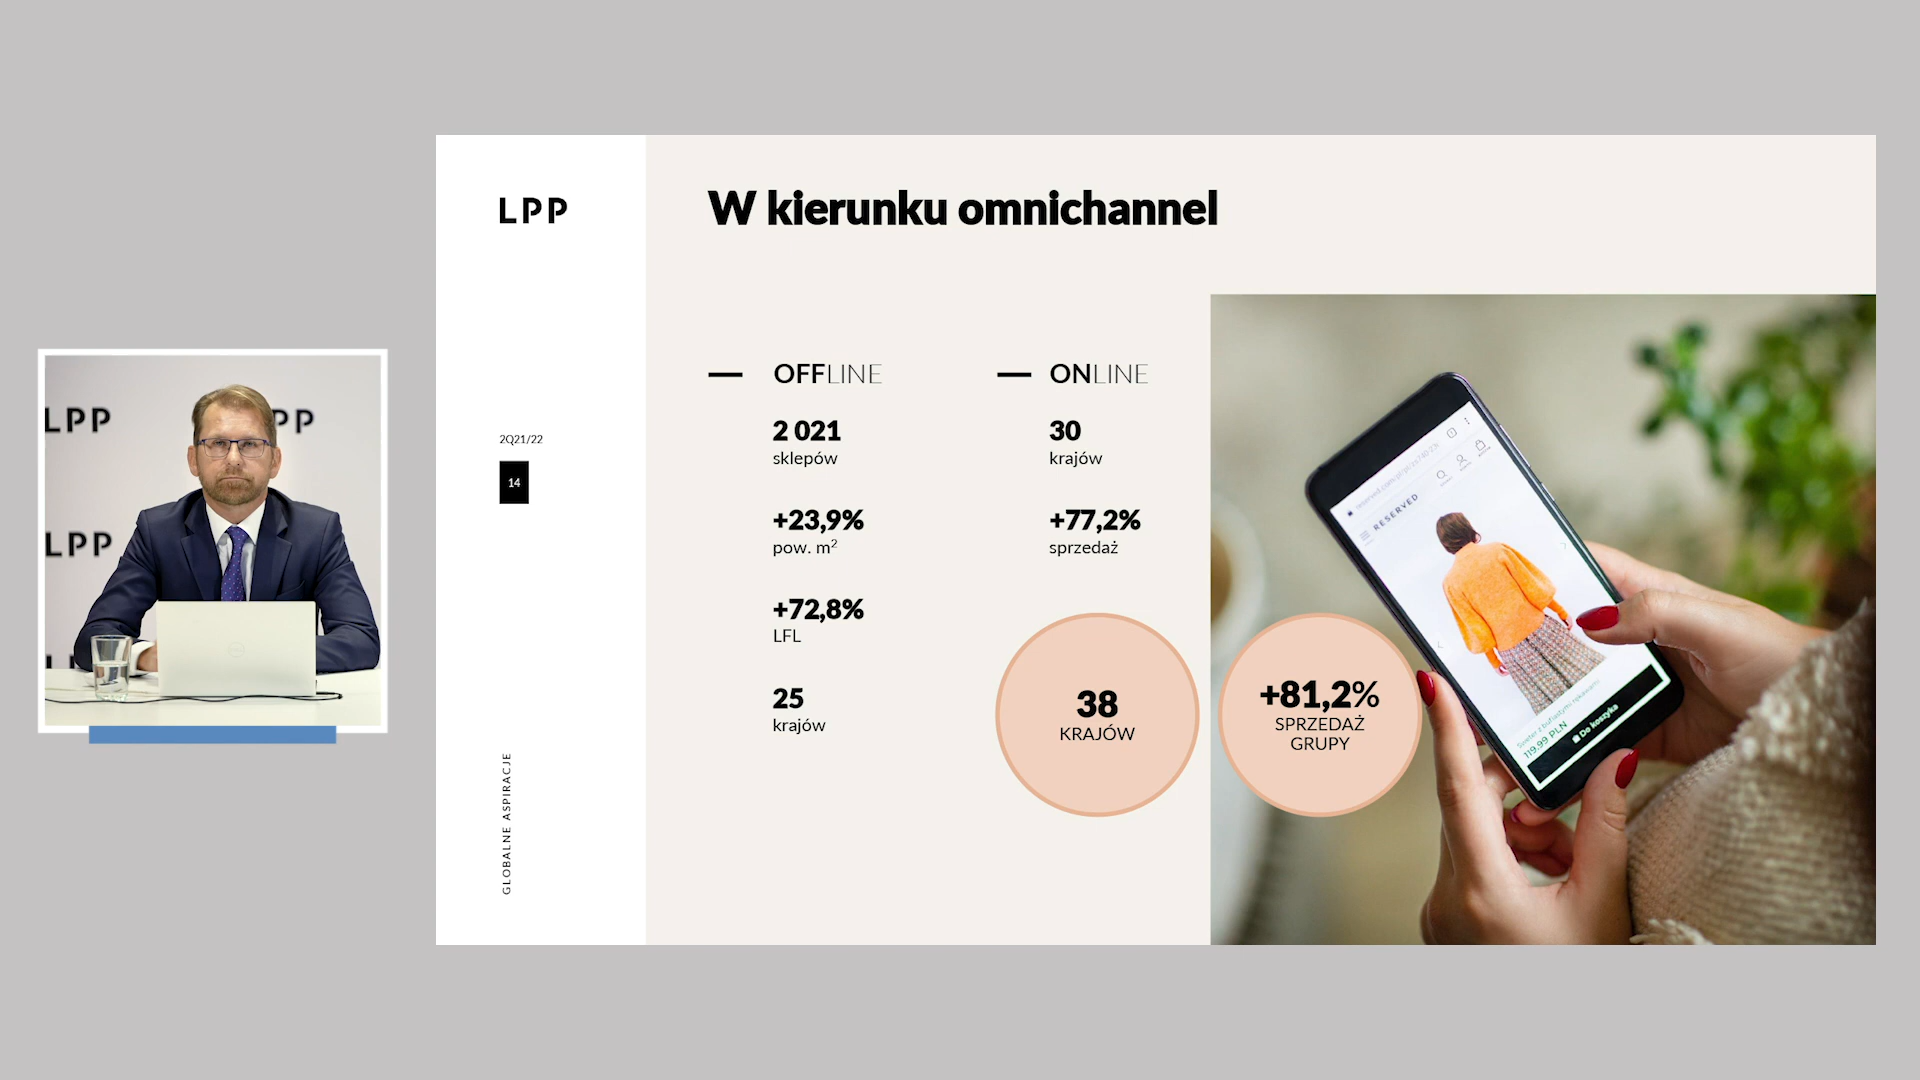 LPP
W kierunku omnichannel
2Q21/22
14
GLOBALNE ASPIRACJE
OFFLINE
2 021
sklepów
+23,9%
pow. m²
+72,8%
LFL
25
krajów
ONLINE
30
krajów
+77,2%
sprzedaż
38
KRAJÓW
+81,2%
SPRZEDAŻ
GRUPY
RESERVED
119,99 PLN
Do koszyka
LPP
PP
LPP